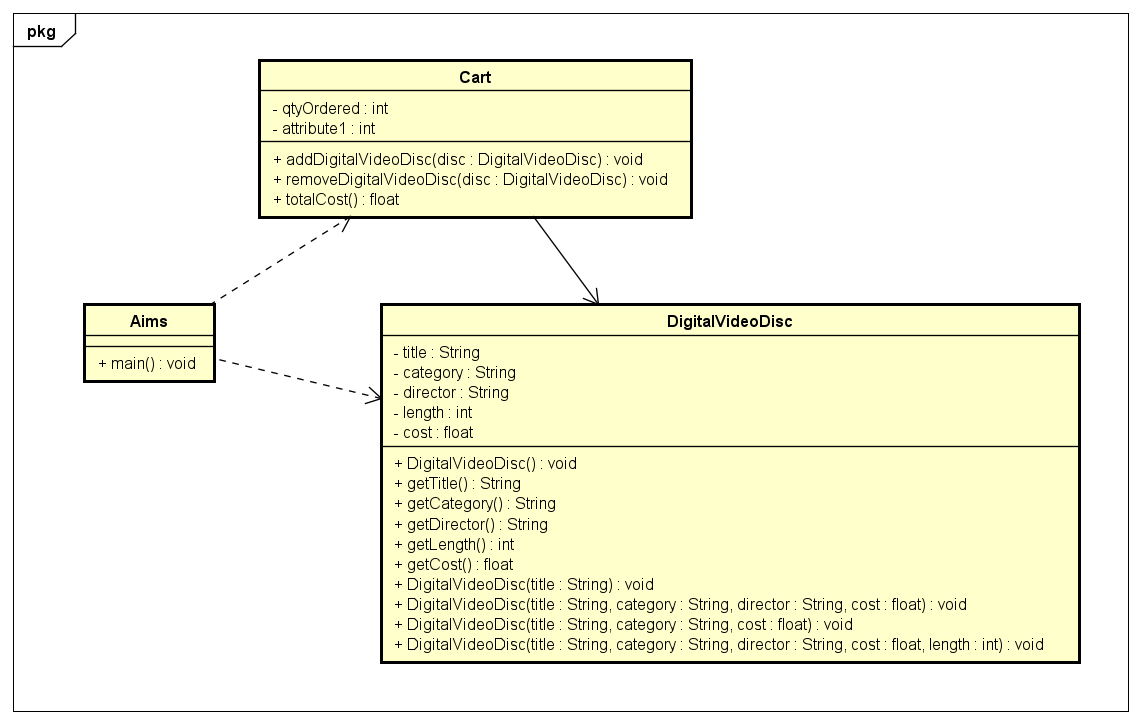 pkg
Cart
- qtyOrdered : int
- attribute1 : int
+ addDigitalVideoDisc(disc : DigitalVideoDisc) : void
+ removeDigitalVideoDisc(disc : DigitalVideoDisc) : void
+ totalCost() : float
Aims
+ main() : void
DigitalVideoDisc
- title : String
- category : String
- director : String
- length : int
- cost : float
+ DigitalVideoDisc() : void
+ getTitle() : String
+ getCategory() : String
+ getDirector() : String
+ getLength() : int
+ getCost() : float
+ DigitalVideoDisc(title : String) : void
+ DigitalVideoDisc(title : String, category : String, director : String, cost : float) : void
+ DigitalVideoDisc(title : String, category : String, cost : float) : void
+ DigitalVideoDisc(title : String, category : String, director : String, cost : float, length : int) : void